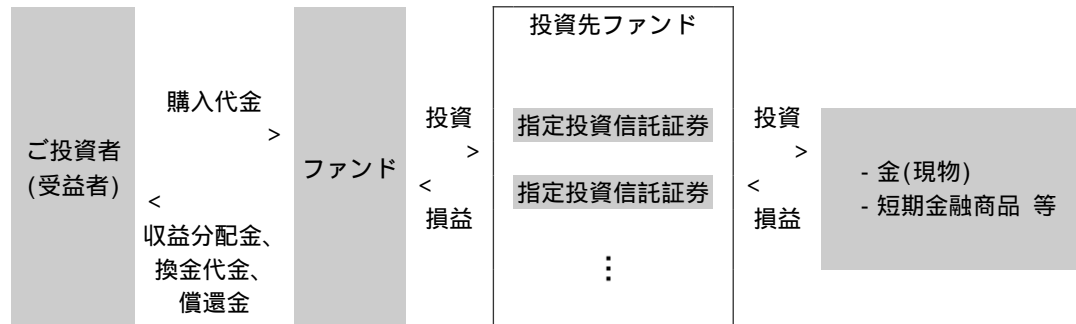 ご投資者
(受益者)
購入代金
>
<
収益分配金、
換金代金、
償還金
ファンド
投資
>
<
損益
投資先ファンド
指定投資信託証券
指定投資信託証券
⋮
投資
>
<
損益
- 金(現物)
- 短期金融商品 等